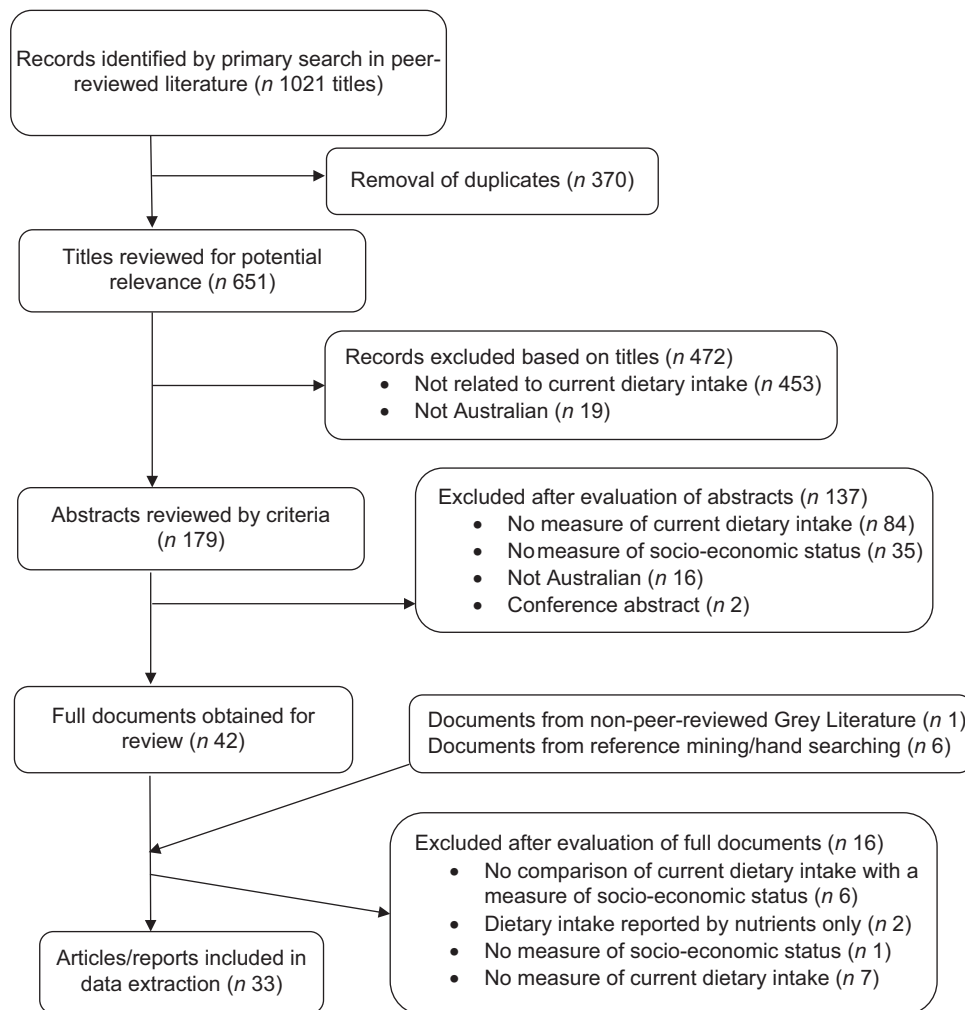 Records identified by primary search in peer-
reviewed literature (n 1021 titles)
Removal of duplicates (n 370)
Titles reviewed for potential
relevance (n 651)
Records excluded based on titles (n 472)
• Not related to current dietary intake (n 453)
• Not Australian (n 19)
Abstracts reviewed by criteria
(n 179)
Excluded after evaluation of abstracts (n 137)
• No measure of current dietary intake (n 84)
• No measure of socio-economic status (n 35)
• Not Australian (n 16)
• Conference abstract (n 2)
Full documents obtained for
review (n 42)
Documents from non-peer-reviewed Grey Literature (n 1)
Documents from reference mining/hand searching (n 6)
Excluded after evaluation of full documents (n 16)
• No comparison of current dietary intake with a
measure of socio-economic status (n 6)
• Dietary intake reported by nutrients only (n 2)
• No measure of socio-economic status (n 1)
• No measure of current dietary intake (n 7)
Articles/reports included in
data extraction (n 33)